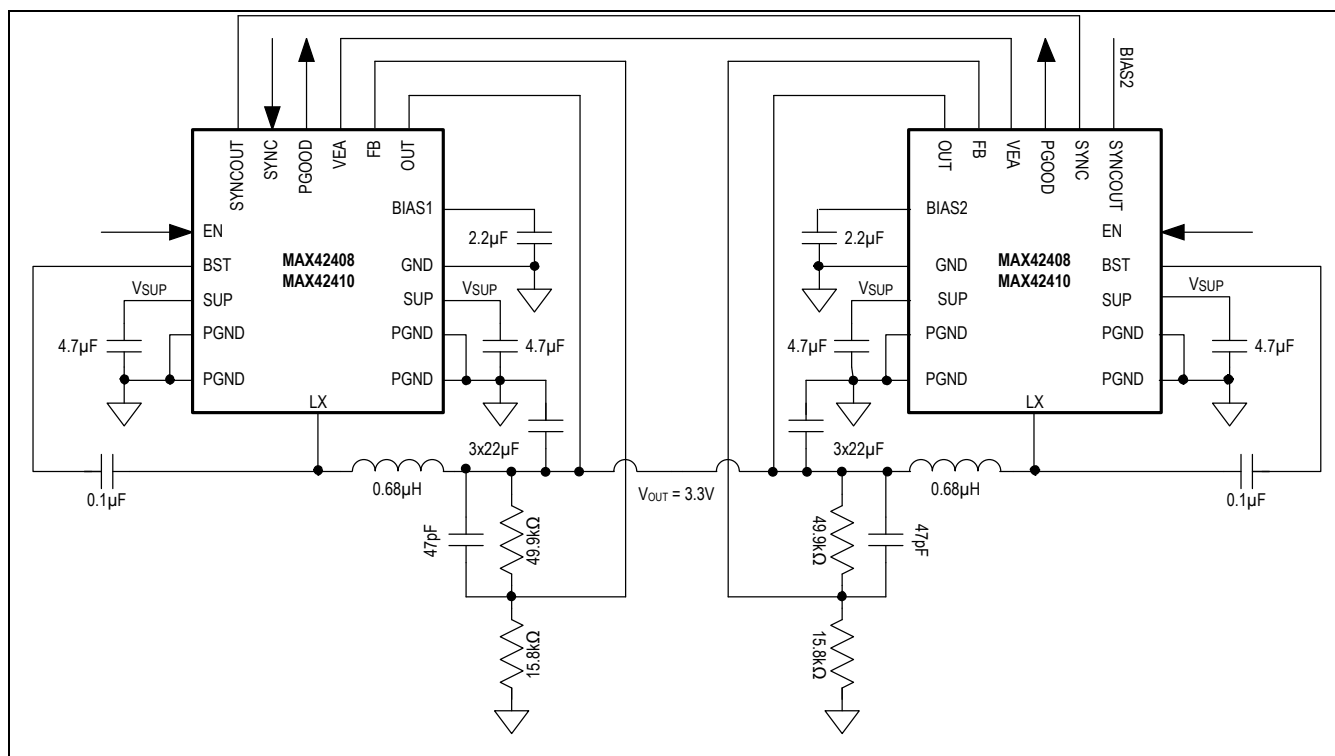 BIAS2
SYNCOUT
SYNC
PGOOD
VEA
FB
OUT
OUT
FB
VEA
PGOOD
SYNC
SYNCOUT
BIAS1
BIAS2
EN
2.2µF
2.2µF
EN
BST
MAX42408
MAX42410
GND
GND
MAX42408
MAX42410
BST
VSUP
SUP
SUP
VSUP
VSUP
SUP
SUP
VSUP
4.7µF
PGND
PGND
4.7µF
4.7µF
PGND
PGND
4.7µF
PGND
PGND
PGND
PGND
LX
LX
3x22µF
3x22µF
0.1µF
0.68µH
VOUT = 3.3V
0.68µH
0.1µF
47pF
49.9kΩ
49.9kΩ
47pF
15.8kΩ
15.8kΩ